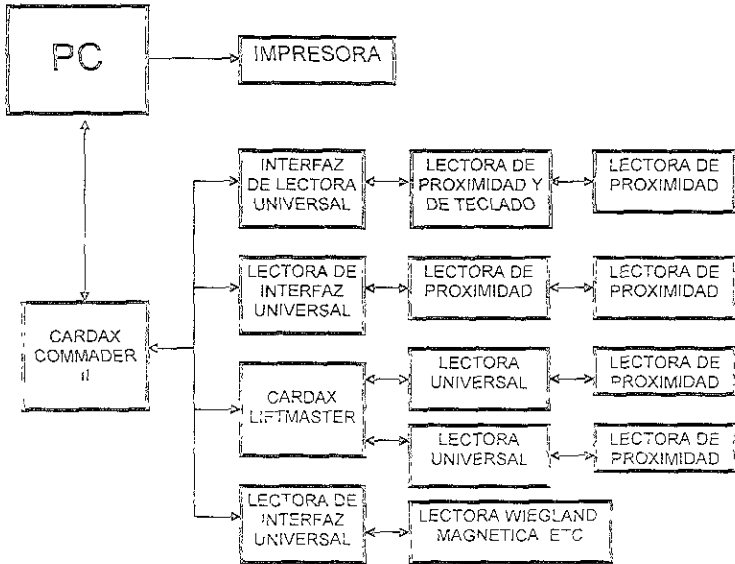 PC
IMPRESORA
INTERFAZ
DE LECTORA
UNIVERSAL
LECTORA DE
PROXIMIDAD Y
DE TECLADO
LECTORA DE
PROXIMIDAD
LECTORA DE
INTERFAZ
UNIVERSAL
LECTORA DE
PROXIMIDAD
LECTORA DE
PROXIMIDAD
CARDAX
COMMADER
II
CARDAX
LIFTMASTER
LECTORA
UNIVERSAL
LECTORA DE
PROXIMIDAD
LECTORA
UNIVERSAL
LECTORA DE
PROXIMIDAD
LECTORA DE
INTERFAZ
UNIVERSAL
LECTORA WIEGLAND
MAGNETICA ETC